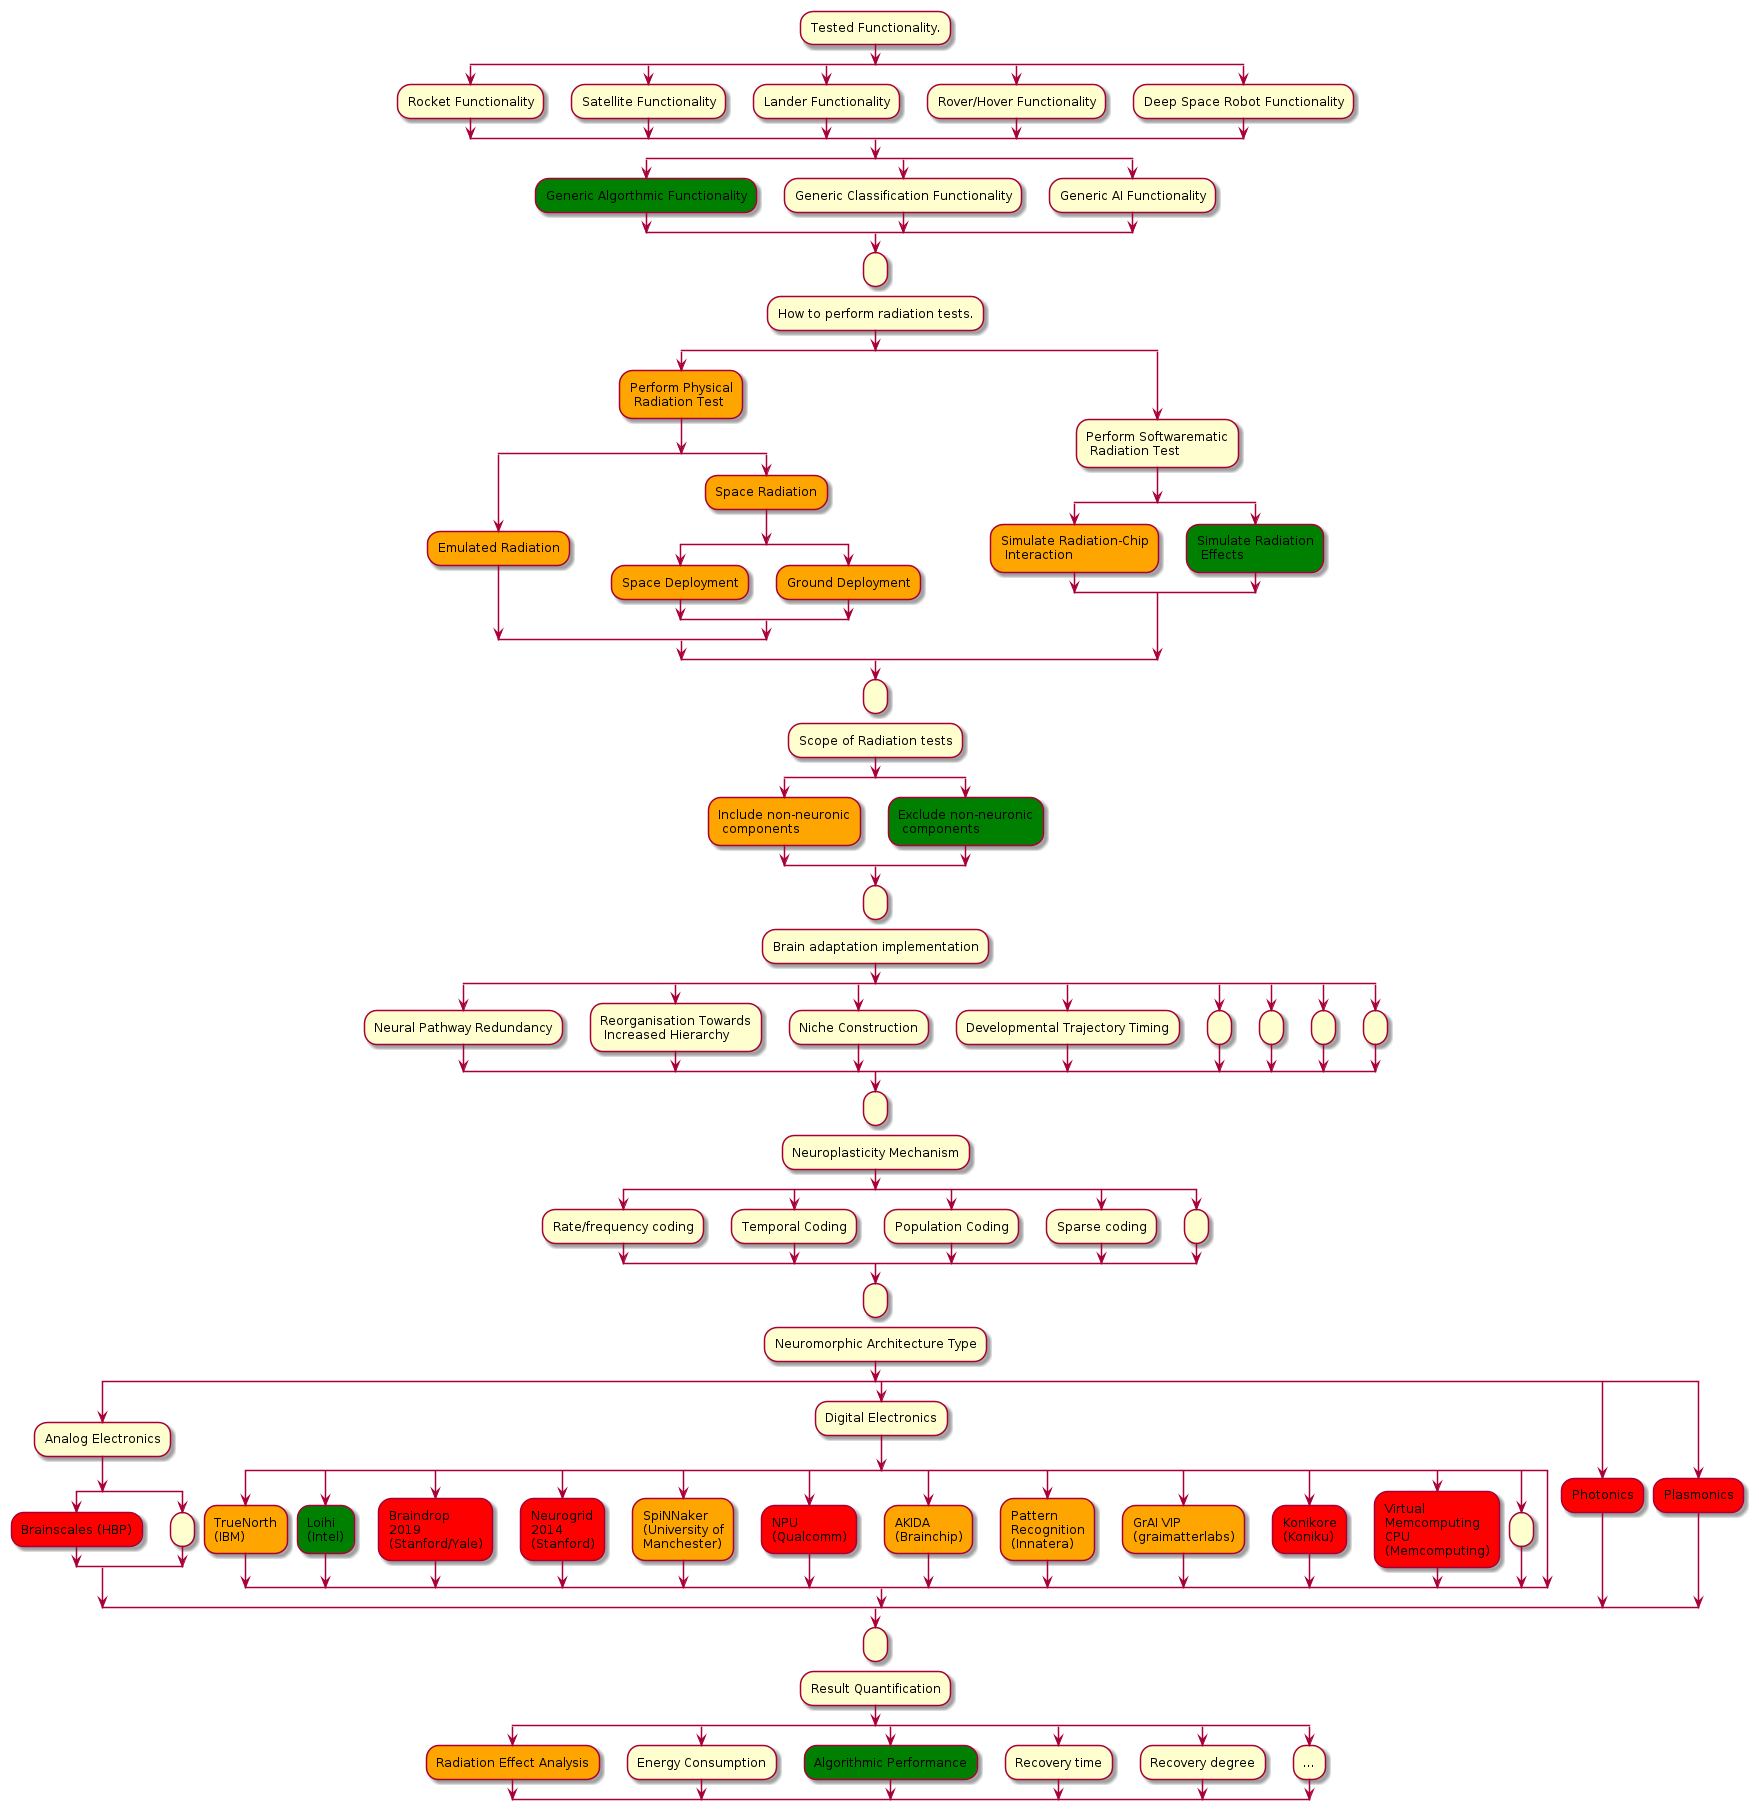 Tested Functionality.
Rocket Functionality
Satellite Functionality
Lander Functionality
Rover/Hover Functionality
Deep Space Robot Functionality
Generic Algorthmic Functionality
Generic Classification Functionality
Generic AI Functionality
How to perform radiation tests.
Perform Physical
Radiation Test
Perform Softwarematic
Radiation Test
Space Radiation
Emulated Radiation
Simulate Radiation-Chip
Interaction
Simulate Radiation
Effects
Space Deployment
Ground Deployment
Scope of Radiation tests
Include non-neuronic
components
Exclude non-neuronic
components
Brain adaptation implementation
Neural Pathway Redundancy
Reorganisation Towards
Increased Hierarchy
Niche Construction
Developmental Trajectory Timing
Neuroplasticity Mechanism
Rate/frequency coding
Temporal Coding
Population Coding
Sparse coding
Neuromorphic Architecture Type
Analog Electronics
Digital Electronics
Brainscales (HBP)
TrueNorth
(IBM)
Loihi
(Intel)
Braindrop
2019
(Stanford/Yale)
Neurogrid
2014
(Stanford)
SpiNNaker
(University of
Manchester)
NPU
(Qualcomm)
AKIDA
(Brainchip)
Pattern
Recognition
(Innatera)
GrAI VIP
(graimatterlabs)
Konikore
(Koniku)
Virtual
Memcomputing
CPU
(Memcomputing)
Photonics
Plasmonics
Result Quantification
Radiation Effect Analysis
Energy Consumption
Algorithmic Performance
Recovery time
Recovery degree
...